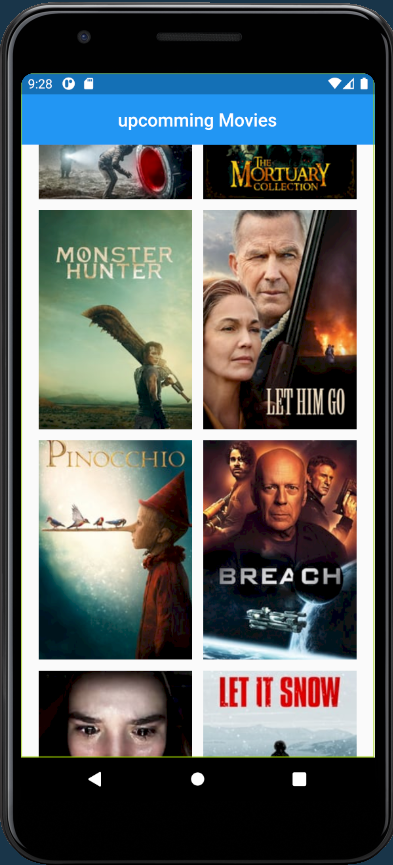 9:28
upcomming Movies
THE
MORTUARY
COLLECTION
MONSTER
HUNTER
LET HIM GO
PINOCCHIO
BREACH
LET IT SNOW